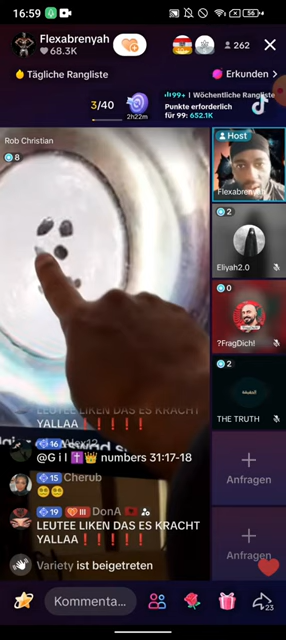 16:59
56
Flexabrenyah
68.3K
262
Tägliche Rangliste
Erkunden
3/40
2h22m
99+ | Wöchentliche Rangliste
Punkte erforderlich
für 99: 652.1K
TikTok
Rob Christian
8
Host
Flexabrenyah
2
Eliyah2.0
0
?FragDich!
2
THE TRUTH
Anfragen
Anfragen
LEUTEE LIKEN DAS ES KRACHT
YALLAA❗❗❗❗❗
16
@G i l ✝️👑 numbers 31:17-18
15 Cherub
😒😒
19 III DonA
LEUTEE LIKEN DAS ES KRACHT
YALLAA❗❗❗❗❗
Variety ist beigetreten
Kommenta...
23